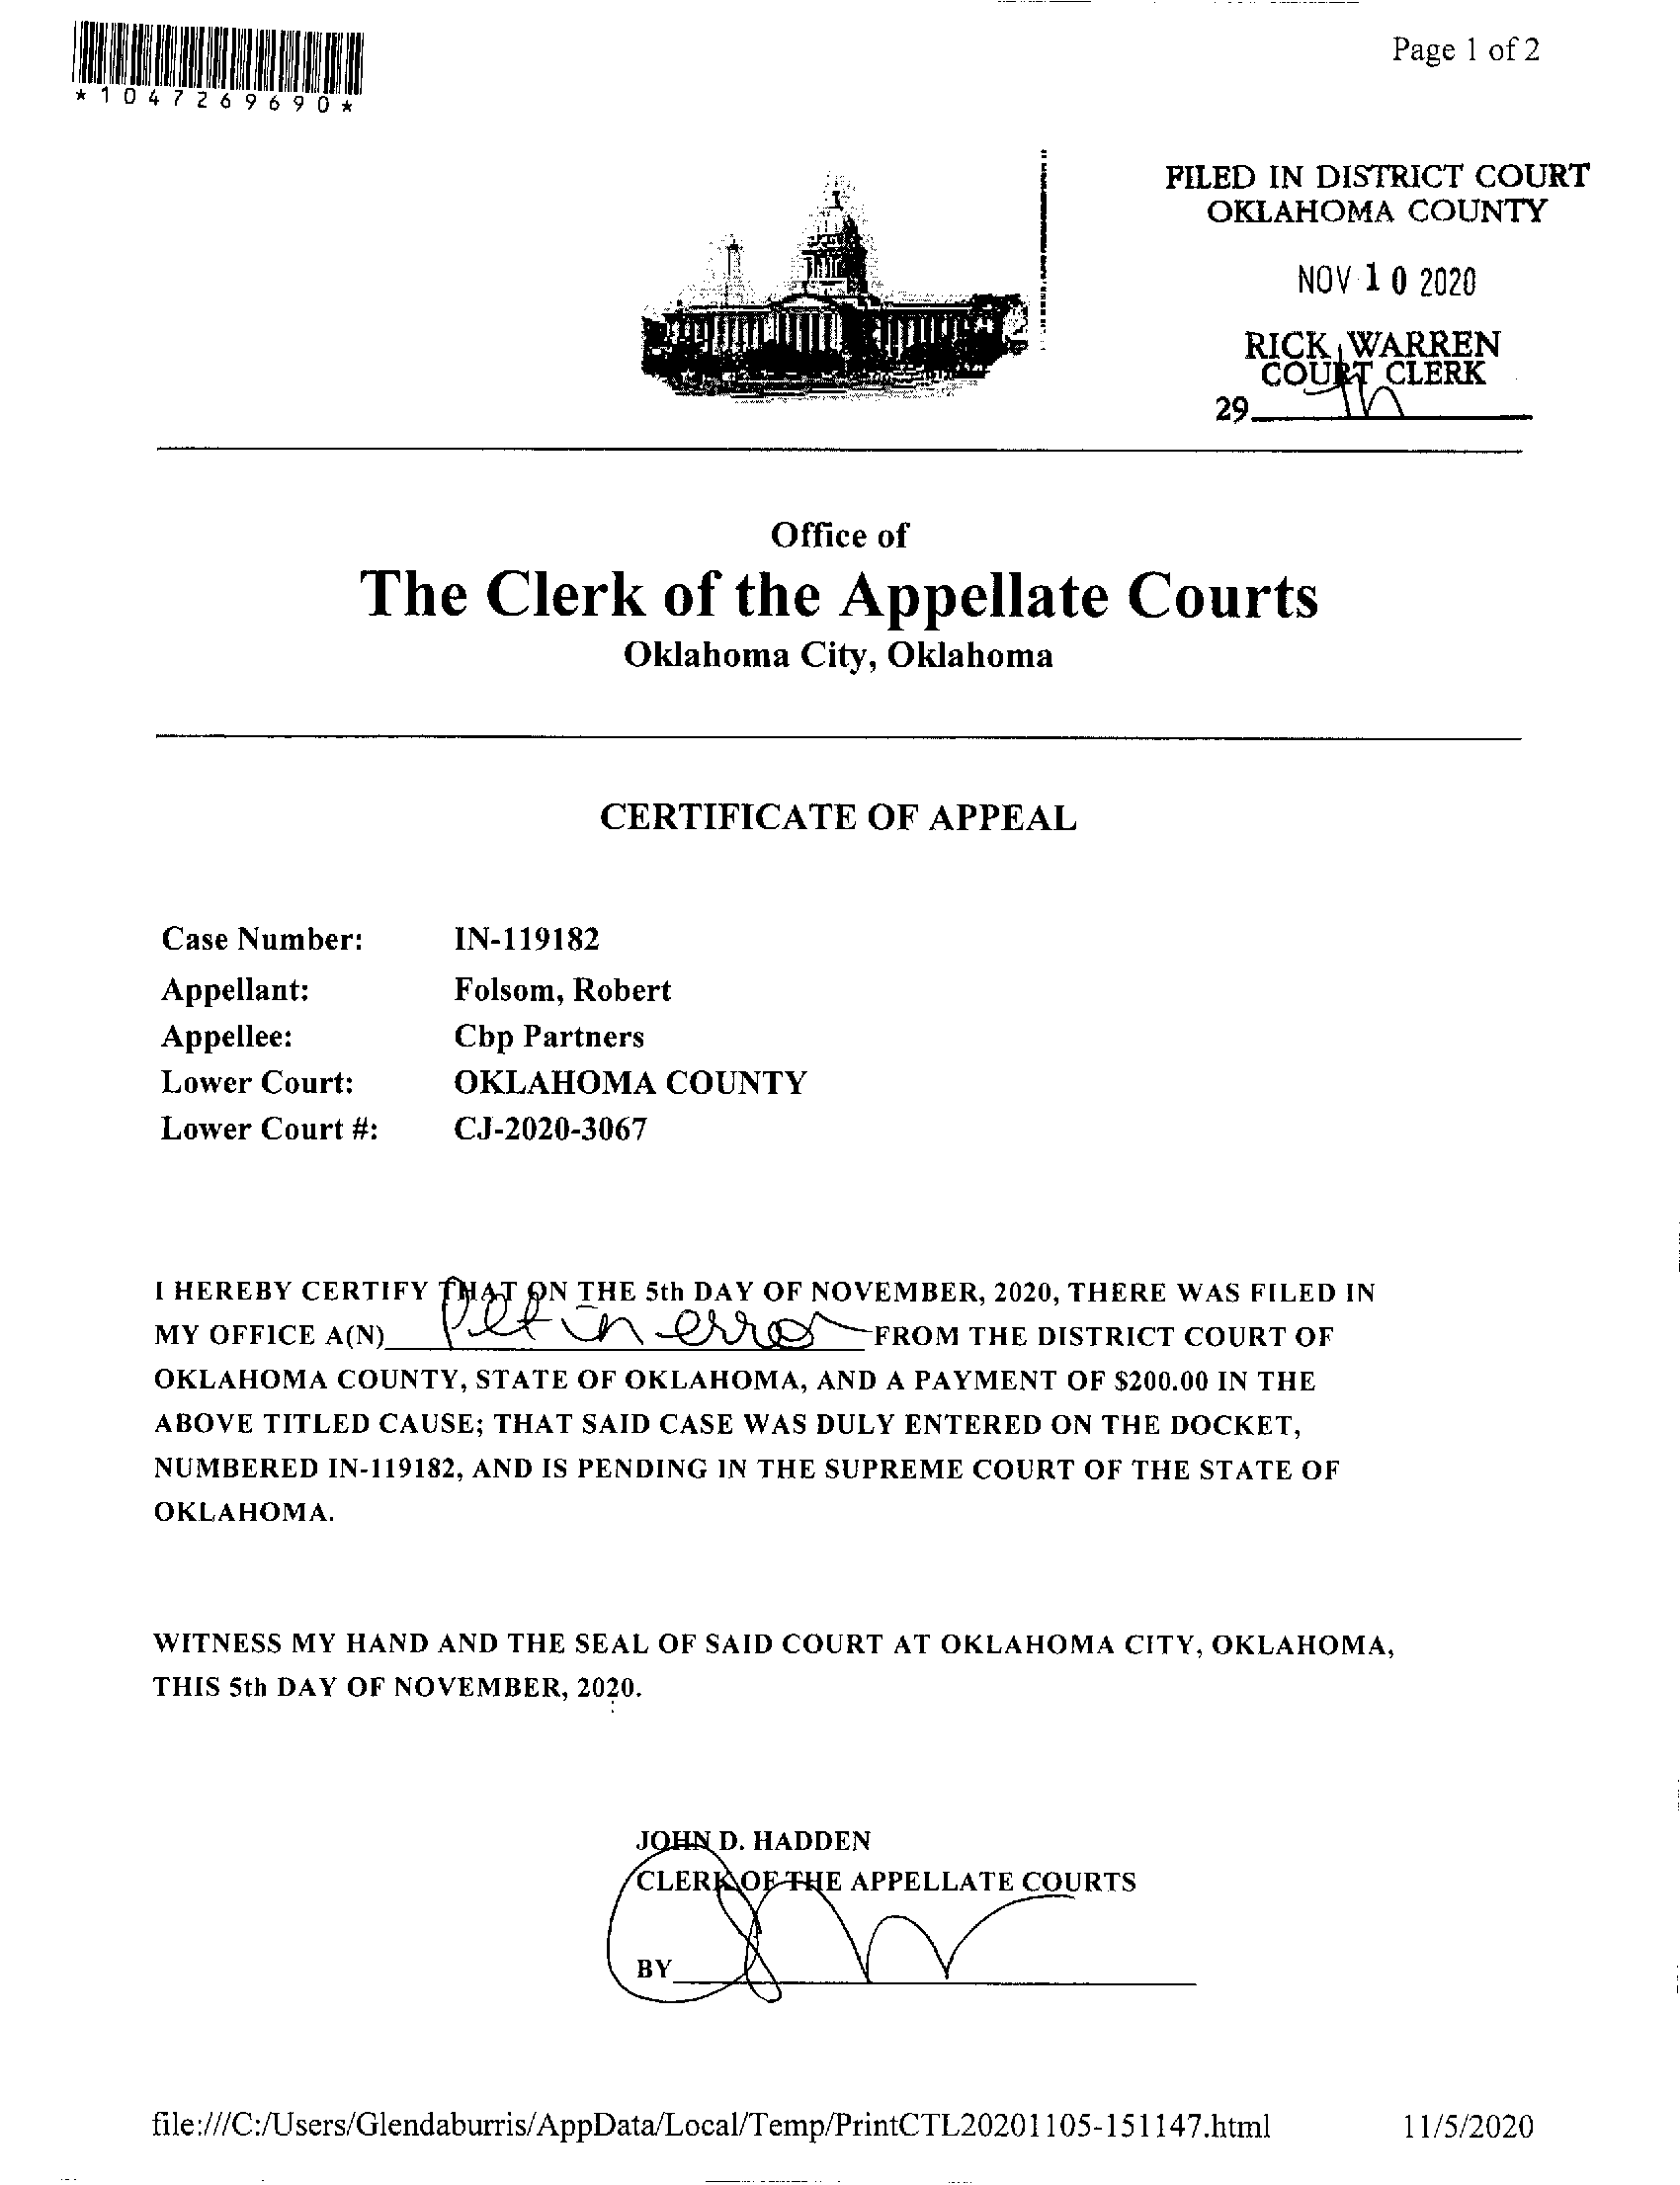 Page 1 of 2
*1047269690*
FILED IN DISTRICT COURT
OKLAHOMA COUNTY
NOV 10 2020
RICK WARREN
COURT CLERK
29
Office of
The Clerk of the Appellate Courts
Oklahoma City, Oklahoma
CERTIFICATE OF APPEAL
Case Number: IN-119182
Appellant: Folsom, Robert
Appellee: Cbp Partners
Lower Court: OKLAHOMA COUNTY
Lower Court #: CJ-2020-3067
I HEREBY CERTIFY THAT ON THE 5th DAY OF NOVEMBER, 2020, THERE WAS FILED IN
MY OFFICE A(N) Pet in error FROM THE DISTRICT COURT OF
OKLAHOMA COUNTY, STATE OF OKLAHOMA, AND A PAYMENT OF $200.00 IN THE
ABOVE TITLED CAUSE; THAT SAID CASE WAS DULY ENTERED ON THE DOCKET,
NUMBERED IN-119182, AND IS PENDING IN THE SUPREME COURT OF THE STATE OF
OKLAHOMA.
WITNESS MY HAND AND THE SEAL OF SAID COURT AT OKLAHOMA CITY, OKLAHOMA,
THIS 5th DAY OF NOVEMBER, 2020.
JOHN D. HADDEN
CLERK OF THE APPELLATE COURTS
BY
file:///C:/Users/Glendaburris/AppData/Local/Temp/PrintCTL20201105-151147.html 11/5/2020